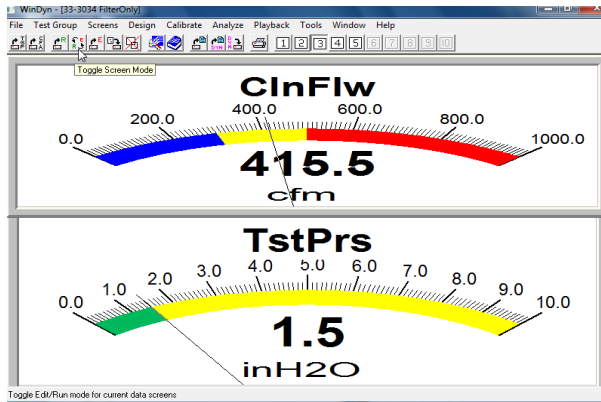 WinDyn - [33-3034 FilterOnly]
File Test Group Screens Design Calibrate Analyze Playback Tools Window Help
1 2 3 4 5 6 7 8 9 10
Toggle Screen Mode
ClnFlw
0.0 200.0 400.0 600.0 800.0 1000.0
415.5
cfm
TstPrs
0.0 1.0 2.0 3.0 4.0 5.0 6.0 7.0 8.0 9.0 10.0
1.5
inH2O
Toggle Edit/Run mode for current data screens